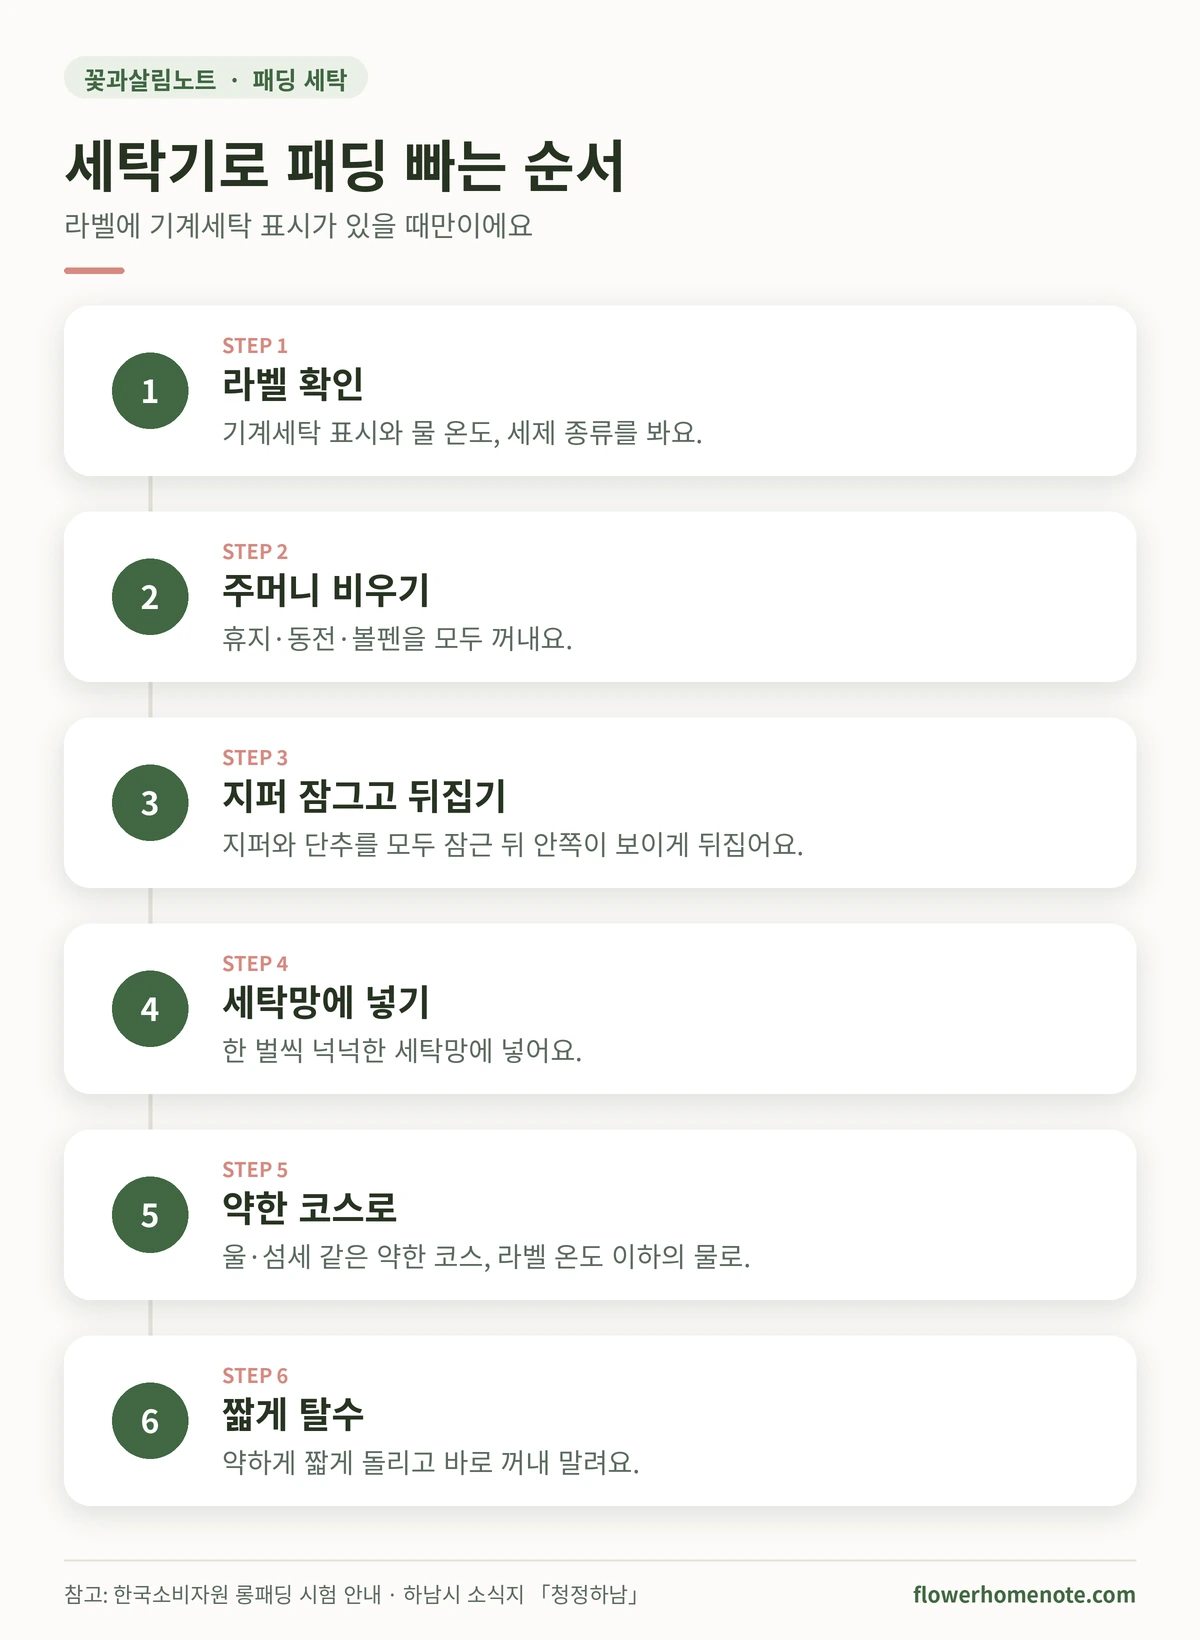 꽃과살림노트 · 패딩 세탁
세탁기로 패딩 빠는 순서
라벨에 기계세탁 표시가 있을 때만이에요
1
STEP 1
라벨 확인
기계세탁 표시와 물 온도, 세제 종류를 봐요.
2
STEP 2
주머니 비우기
휴지·동전·볼펜을 모두 꺼내요.
3
STEP 3
지퍼 잠그고 뒤집기
지퍼와 단추를 모두 잠근 뒤 안쪽이 보이게 뒤집어요.
4
STEP 4
세탁망에 넣기
한 벌씩 넉넉한 세탁망에 넣어요.
5
STEP 5
약한 코스로
울·섬세 같은 약한 코스, 라벨 온도 이하의 물로.
6
STEP 6
짧게 탈수
약하게 짧게 돌리고 바로 꺼내 말려요.
참고: 한국소비자원 롱패딩 시험 안내 · 하남시 소식지 「청정하남」
flowerhomenote.com